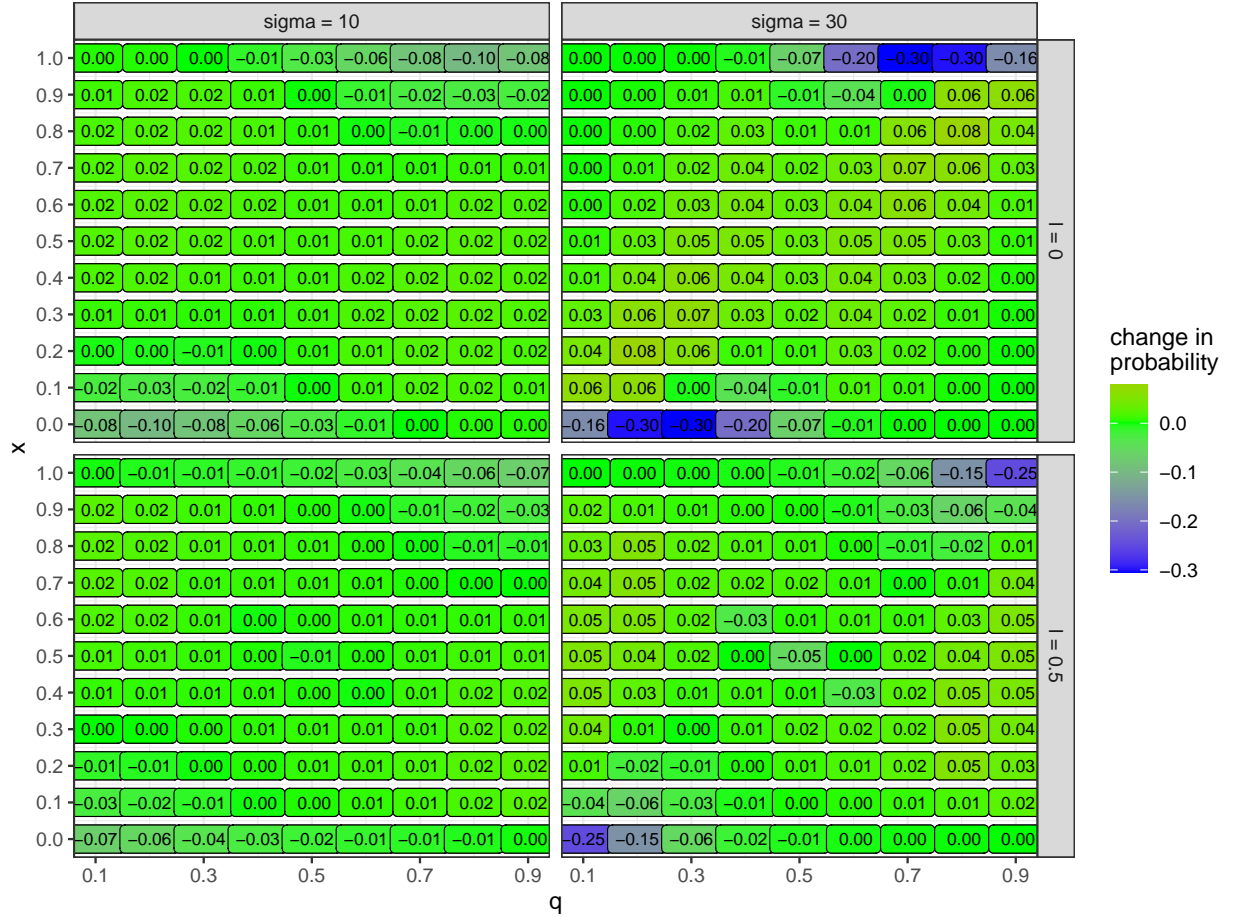 sigma = 10 sigma = 30
1.0 0.00 0.00 0.00 −0.01 −0.03 −0.06 −0.08 −0.10 −0.08 0.00 0.00 0.00 −0.01 −0.07 −0.20 −0.30 −0.30 −0.16
0.9 0.01 0.02 0.02 0.01 0.00 −0.01 −0.02 −0.03 −0.02 0.00 0.00 0.01 0.01 −0.01 −0.04 0.00 0.06 0.06
0.8 0.02 0.02 0.02 0.01 0.01 0.00 −0.01 0.00 0.00 0.00 0.00 0.02 0.03 0.01 0.01 0.06 0.08 0.04
0.7 0.02 0.02 0.02 0.02 0.01 0.01 0.01 0.01 0.01 0.00 0.01 0.02 0.04 0.02 0.03 0.07 0.06 0.03
0.6 0.02 0.02 0.02 0.02 0.01 0.01 0.01 0.02 0.02 0.00 0.02 0.03 0.04 0.03 0.04 0.06 0.04 0.01
0.5 0.02 0.02 0.02 0.01 0.01 0.01 0.02 0.02 0.02 0.01 0.03 0.05 0.05 0.03 0.05 0.05 0.03 0.01
0.4 0.02 0.02 0.01 0.01 0.02 0.02 0.02 0.02 0.02 0.01 0.04 0.06 0.04 0.03 0.04 0.03 0.02 0.00
0.3 0.01 0.01 0.01 0.01 0.01 0.02 0.02 0.02 0.02 0.03 0.06 0.07 0.03 0.02 0.04 0.02 0.01 0.00
0.2 0.00 0.00 −0.01 0.00 0.01 0.01 0.02 0.02 0.02 0.04 0.08 0.06 0.01 0.01 0.03 0.02 0.00 0.00
0.1 −0.02 −0.03 −0.02 −0.01 0.00 0.01 0.02 0.02 0.01 0.06 0.06 0.00 −0.04 −0.01 0.01 0.01 0.00 0.00
0.0 −0.08 −0.10 −0.08 −0.06 −0.03 −0.01 0.00 0.00 0.00 −0.16 −0.30 −0.30 −0.20 −0.07 −0.01 0.00 0.00 0.00
l = 0
x
1.0 0.00 −0.01 −0.01 −0.01 −0.02 −0.03 −0.04 −0.06 −0.07 0.00 0.00 0.00 0.00 −0.01 −0.02 −0.06 −0.15 −0.25
0.9 0.02 0.02 0.01 0.01 0.00 0.00 −0.01 −0.02 −0.03 0.02 0.01 0.01 0.00 0.00 −0.01 −0.03 −0.06 −0.04
0.8 0.02 0.02 0.01 0.01 0.01 0.00 0.00 −0.01 −0.01 0.03 0.05 0.02 0.01 0.01 0.00 −0.01 −0.02 0.01
0.7 0.02 0.02 0.01 0.01 0.01 0.01 0.00 0.00 0.00 0.04 0.05 0.02 0.02 0.02 0.01 0.00 0.01 0.04
0.6 0.02 0.02 0.01 0.00 0.00 0.01 0.01 0.01 0.01 0.05 0.05 0.02 −0.03 0.01 0.01 0.01 0.03 0.05
0.5 0.01 0.01 0.01 0.00 −0.01 0.00 0.01 0.01 0.01 0.05 0.04 0.02 0.00 −0.05 0.00 0.02 0.04 0.05
0.4 0.01 0.01 0.01 0.01 0.00 0.00 0.01 0.02 0.02 0.05 0.03 0.01 0.01 0.01 −0.03 0.02 0.05 0.05
0.3 0.00 0.00 0.00 0.01 0.01 0.01 0.01 0.02 0.02 0.04 0.01 0.00 0.01 0.02 0.02 0.02 0.05 0.04
0.2 −0.01 −0.01 0.00 0.00 0.01 0.01 0.01 0.02 0.02 0.01 −0.02 −0.01 0.00 0.01 0.01 0.02 0.05 0.03
0.1 −0.03 −0.02 −0.01 0.00 0.00 0.01 0.01 0.02 0.02 −0.04 −0.06 −0.03 −0.01 0.00 0.00 0.01 0.01 0.02
0.0 −0.07 −0.06 −0.04 −0.03 −0.02 −0.01 −0.01 −0.01 0.00 −0.25 −0.15 −0.06 −0.02 −0.01 0.00 0.00 0.00 0.00
l = 0.5
0.1 0.3 0.5 0.7 0.9 0.1 0.3 0.5 0.7 0.9
q
change in
probability
0.0
−0.1
−0.2
−0.3